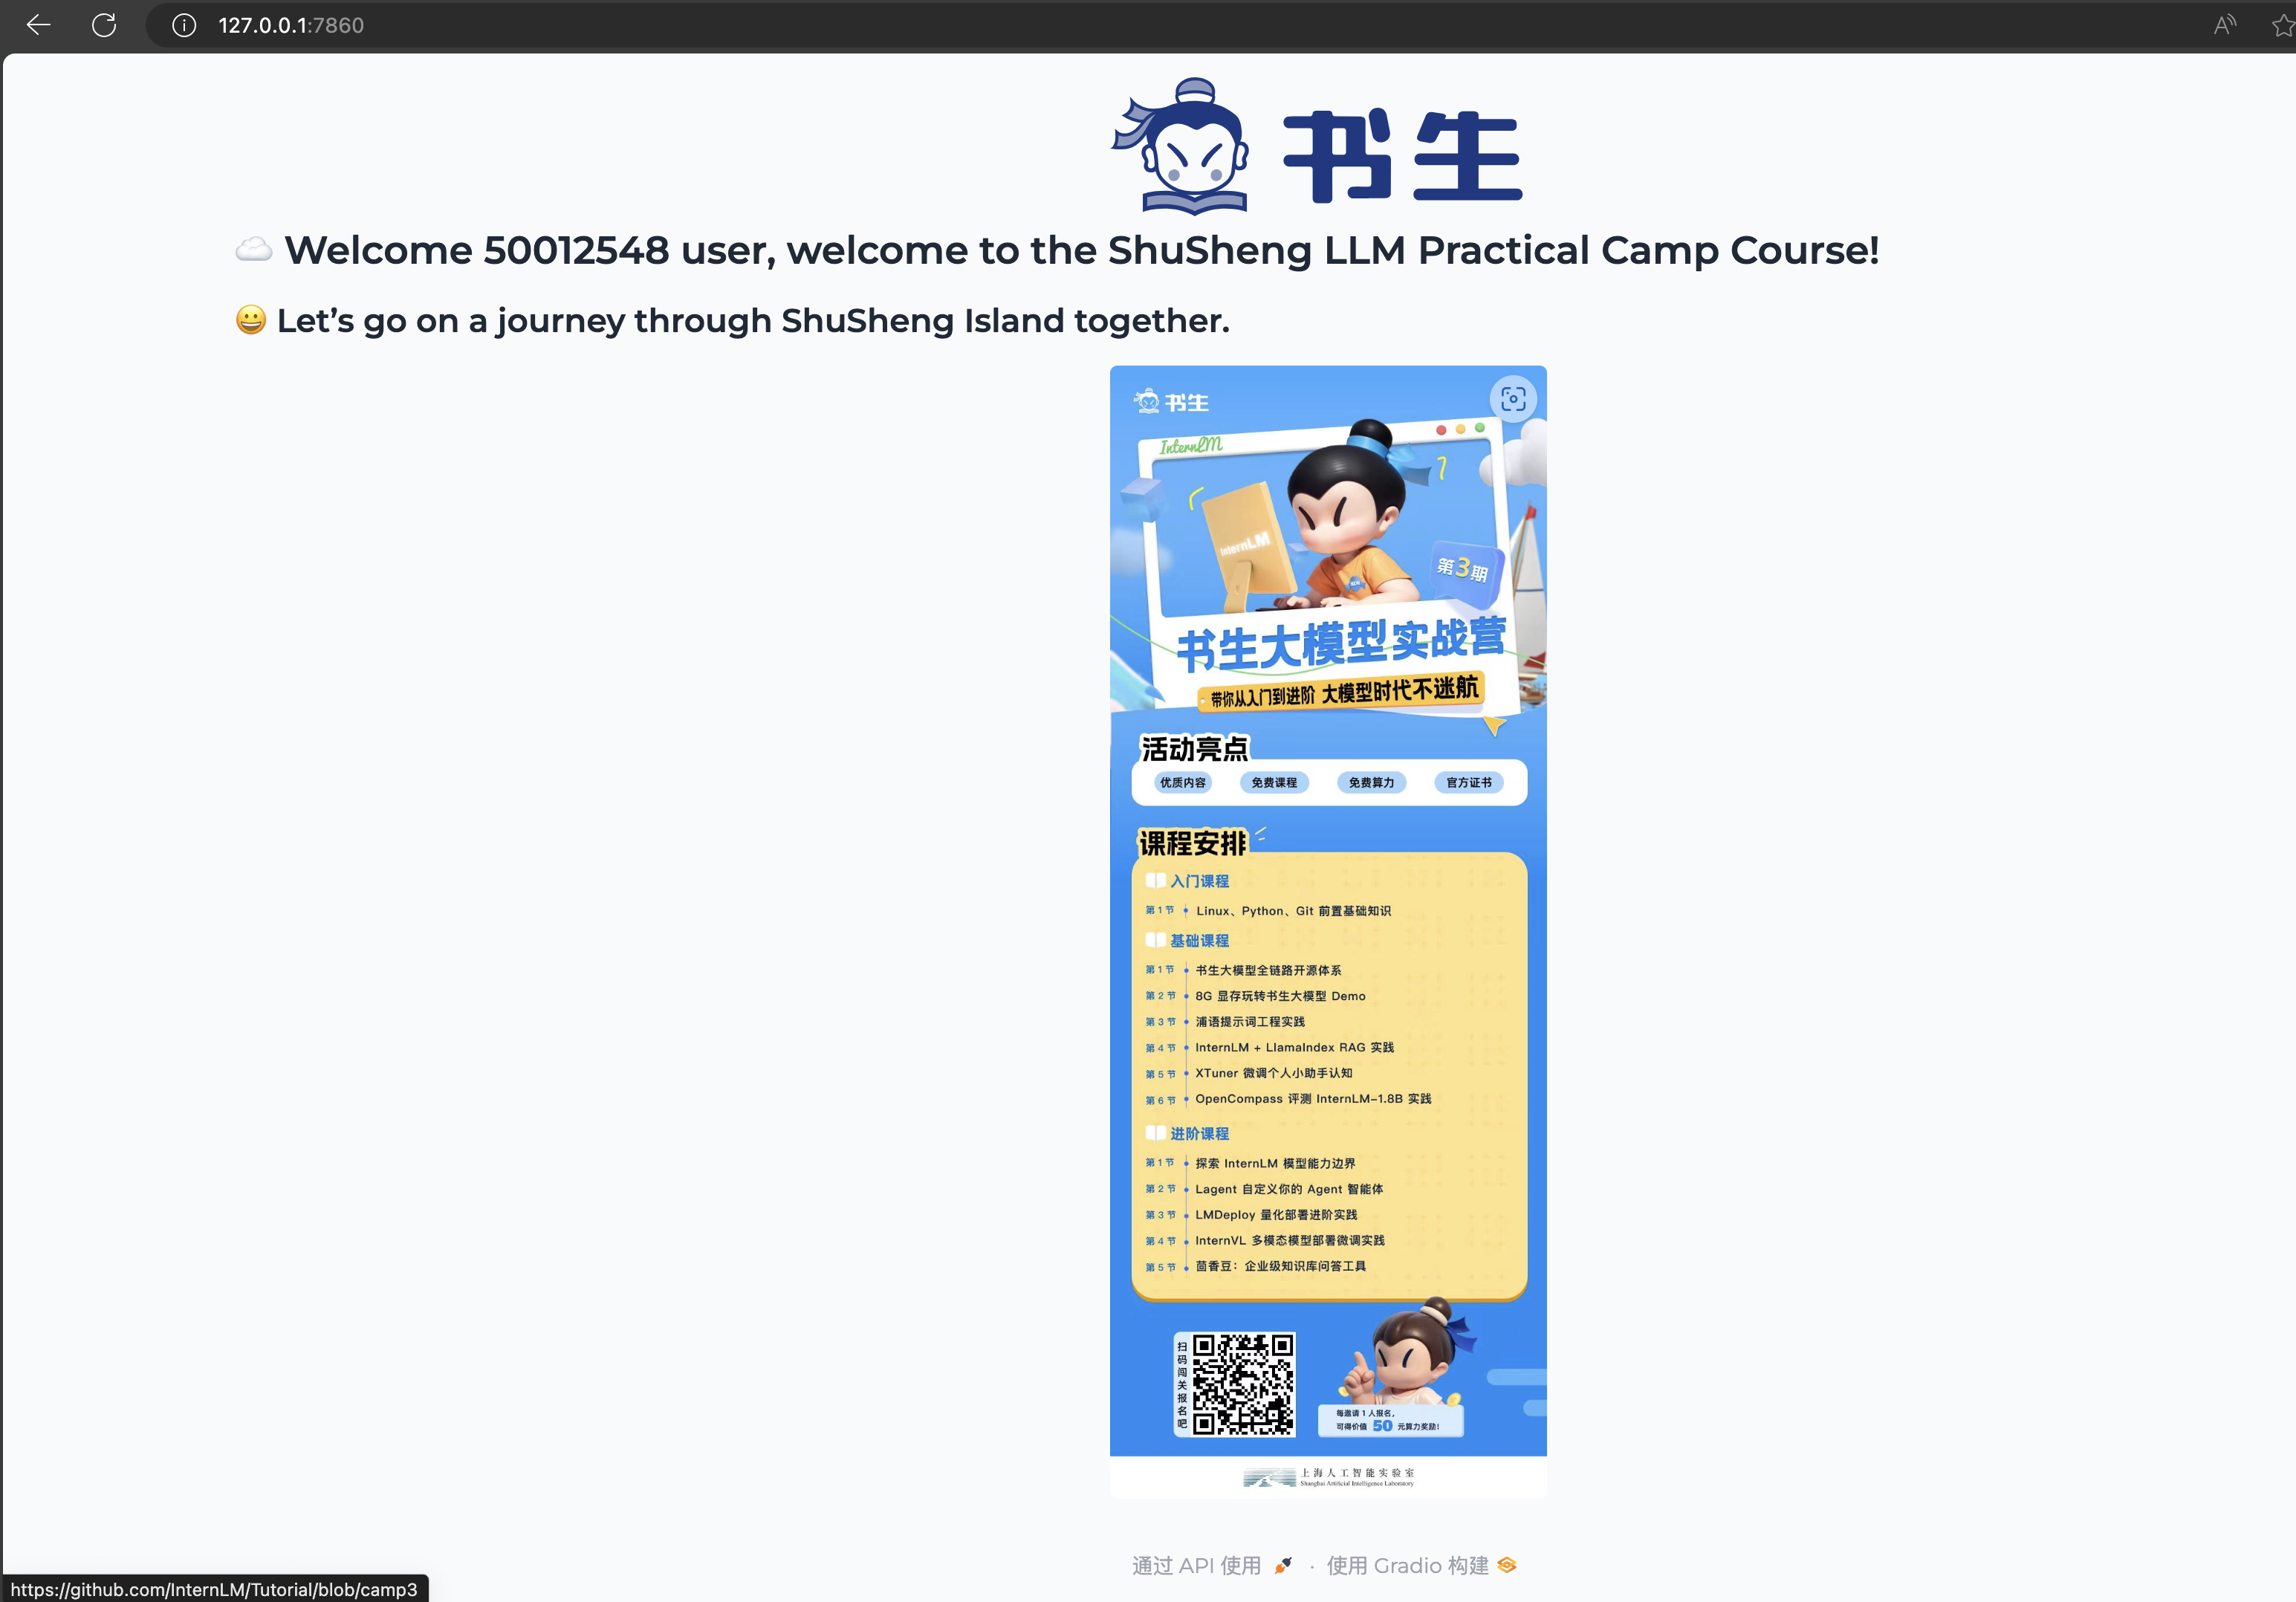 127.0.0.1:7860
书生
Welcome 50012548 user, welcome to the ShuSheng LLM Practical Camp Course!
Let's go on a journey through ShuSheng Island together.
书生
InternLM
InternLM
第3期
书生大模型实战营
带你从入门到进阶 大模型时代不迷航
活动亮点
优质内容 免费课程 免费算力 官方证书
课程安排
入门课程
第1节 Linux、Python、Git 前置基础知识
基础课程
第1节 书生大模型全链路开源体系
第2节 8G 显存玩转书生大模型 Demo
第3节 浦语提示词工程实践
第4节 InternLM + LlamaIndex RAG 实践
第5节 XTuner 微调个人小助手认知
第6节 OpenCompass 评测 InternLM-1.8B 实践
进阶课程
第1节 探索 InternLM 模型能力边界
第2节 Lagent 自定义你的 Agent 智能体
第3节 LMDeploy 量化部署进阶实践
第4节 InternVL 多模态模型部署微调实践
第5节 茴香豆：企业级知识库问答工具
扫码闯关报名吧
每邀请1人报名，
可得价值 50 元算力奖励！
上海人工智能实验室
Shanghai Artificial Intelligence Laboratory
通过 API 使用 · 使用 Gradio 构建
https://github.com/InternLM/Tutorial/blob/camp3